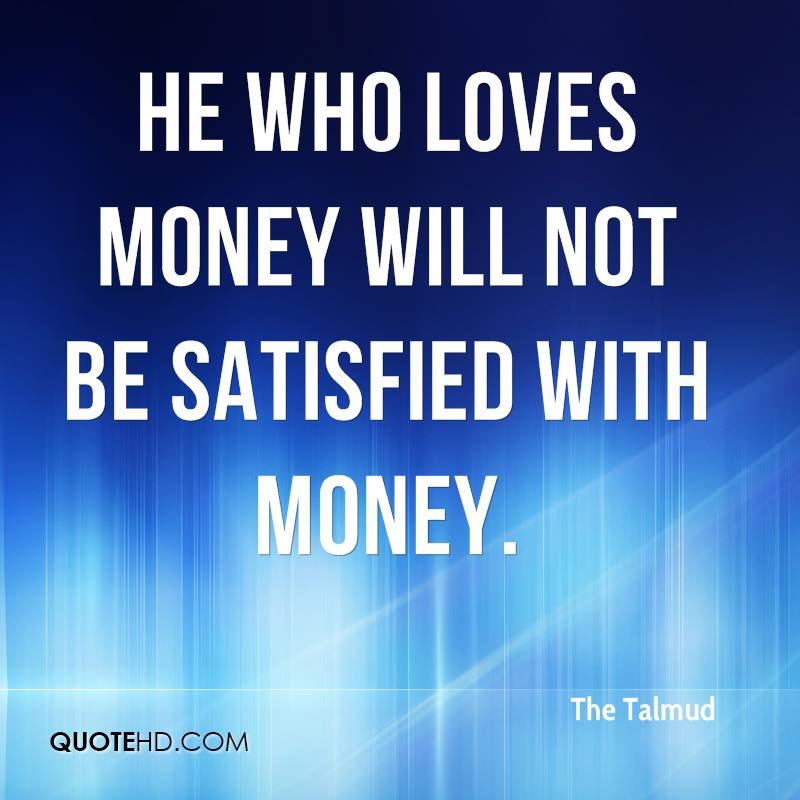 HE WHO LOVES
MONEY WILL NOT
BE SATISFIED WITH
MONEY.
The Talmud
QUOTEHD.COM